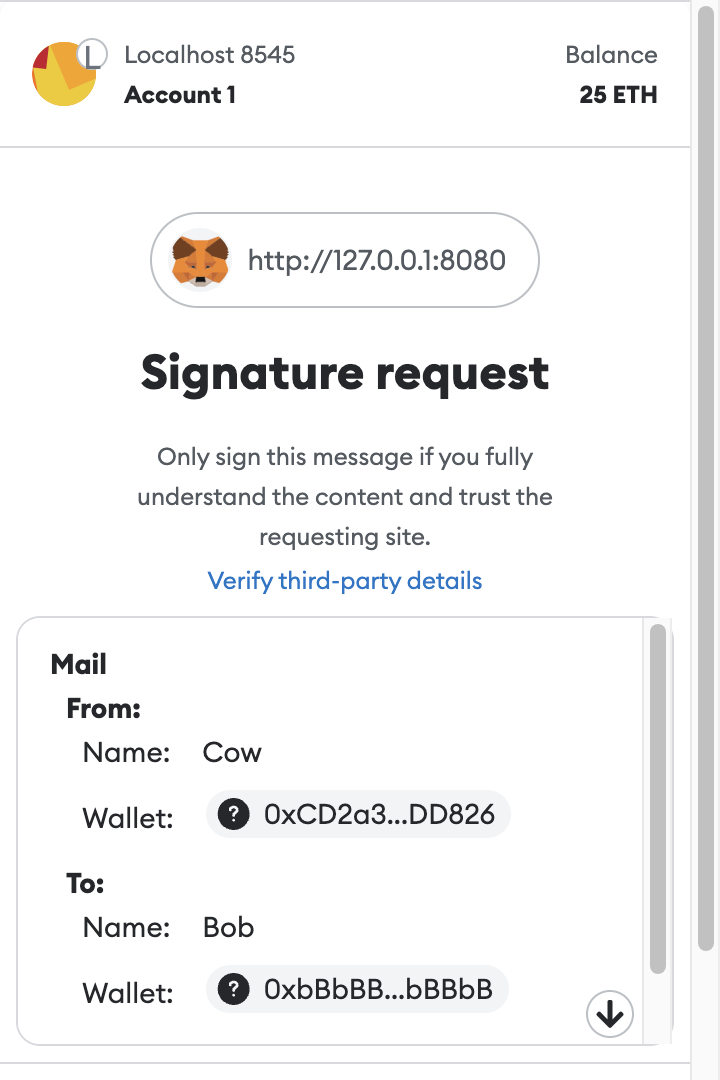 L Localhost 8545 Balance
Account 1 25 ETH
http://127.0.0.1:8080
Signature request
Only sign this message if you fully
understand the content and trust the
requesting site.
Verify third-party details
Mail
From:
Name: Cow
Wallet: ? 0xCD2a3...DD826
To:
Name: Bob
Wallet: ? 0xbBbBB...bBBbB